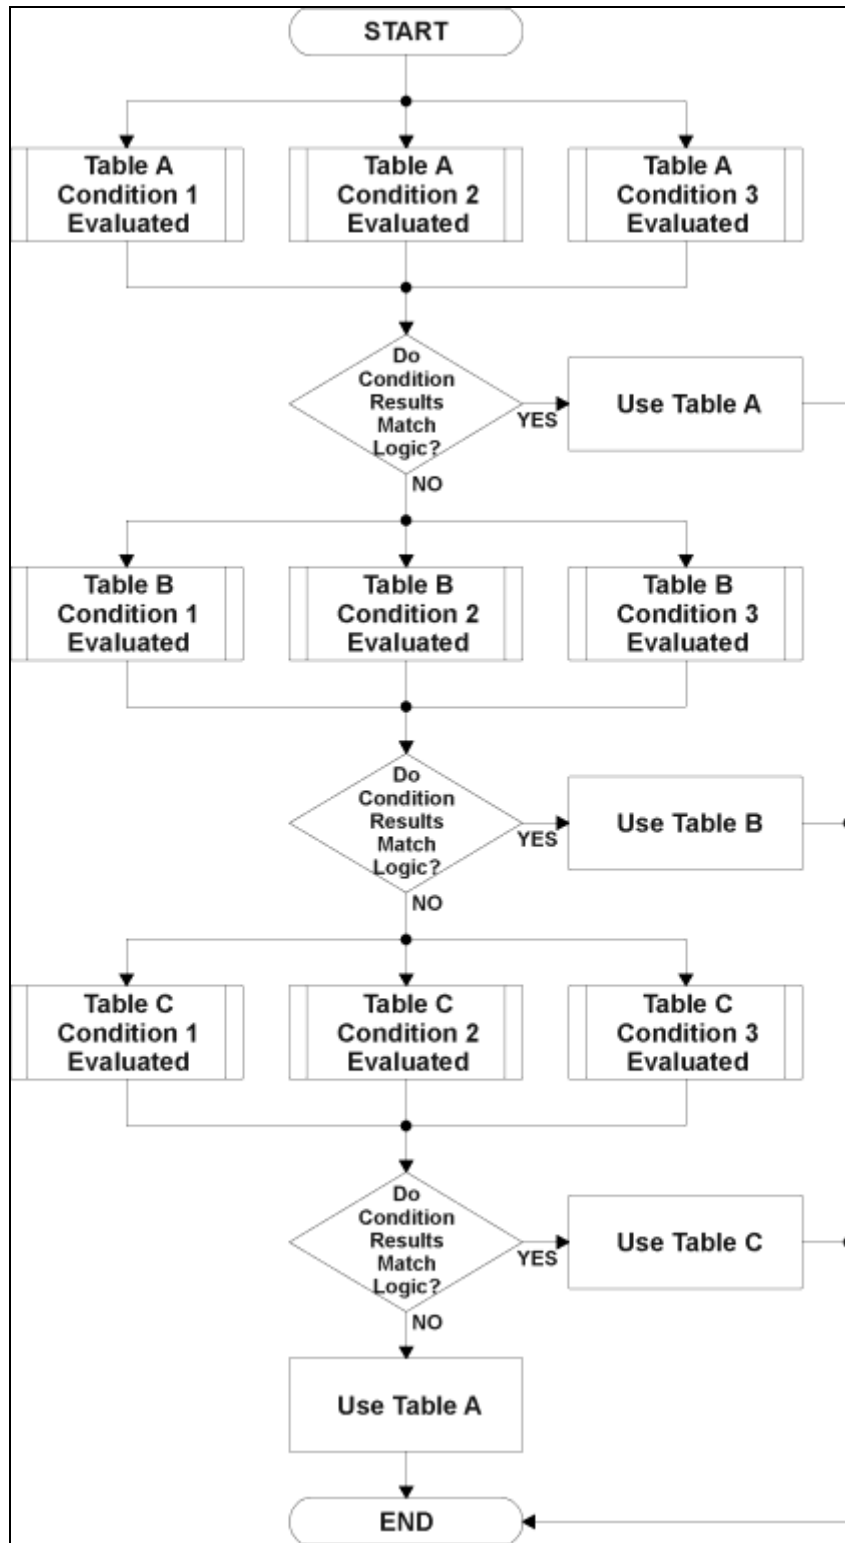 START
Table A
Condition 1
Evaluated
Table A
Condition 2
Evaluated
Table A
Condition 3
Evaluated
Do
Condition
Results
Match
Logic?
YES
Use Table A
NO
Table B
Condition 1
Evaluated
Table B
Condition 2
Evaluated
Table B
Condition 3
Evaluated
Do
Condition
Results
Match
Logic?
YES
Use Table B
NO
Table C
Condition 1
Evaluated
Table C
Condition 2
Evaluated
Table C
Condition 3
Evaluated
Do
Condition
Results
Match
Logic?
YES
Use Table C
NO
Use Table A
END